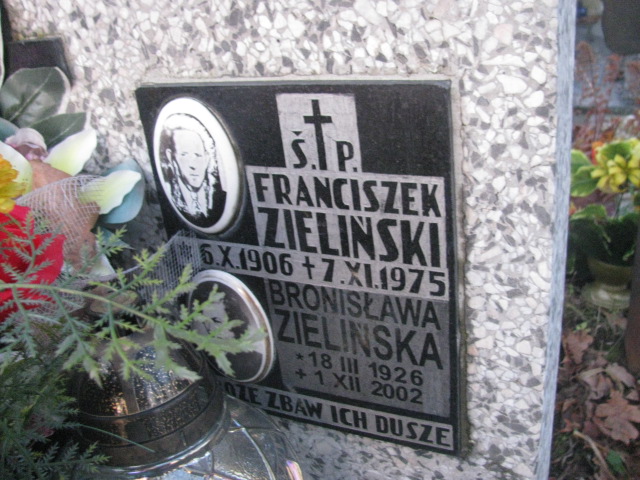 Ś. P.
FRANCISZEK
ZIELIŃSKI
6.X.1906 + 7.XI.1975
BRONISŁAWA
ZIELIŃSKA
* 18 III 1926
+ 1 XII 2002
ZBAW ICH DUSZE